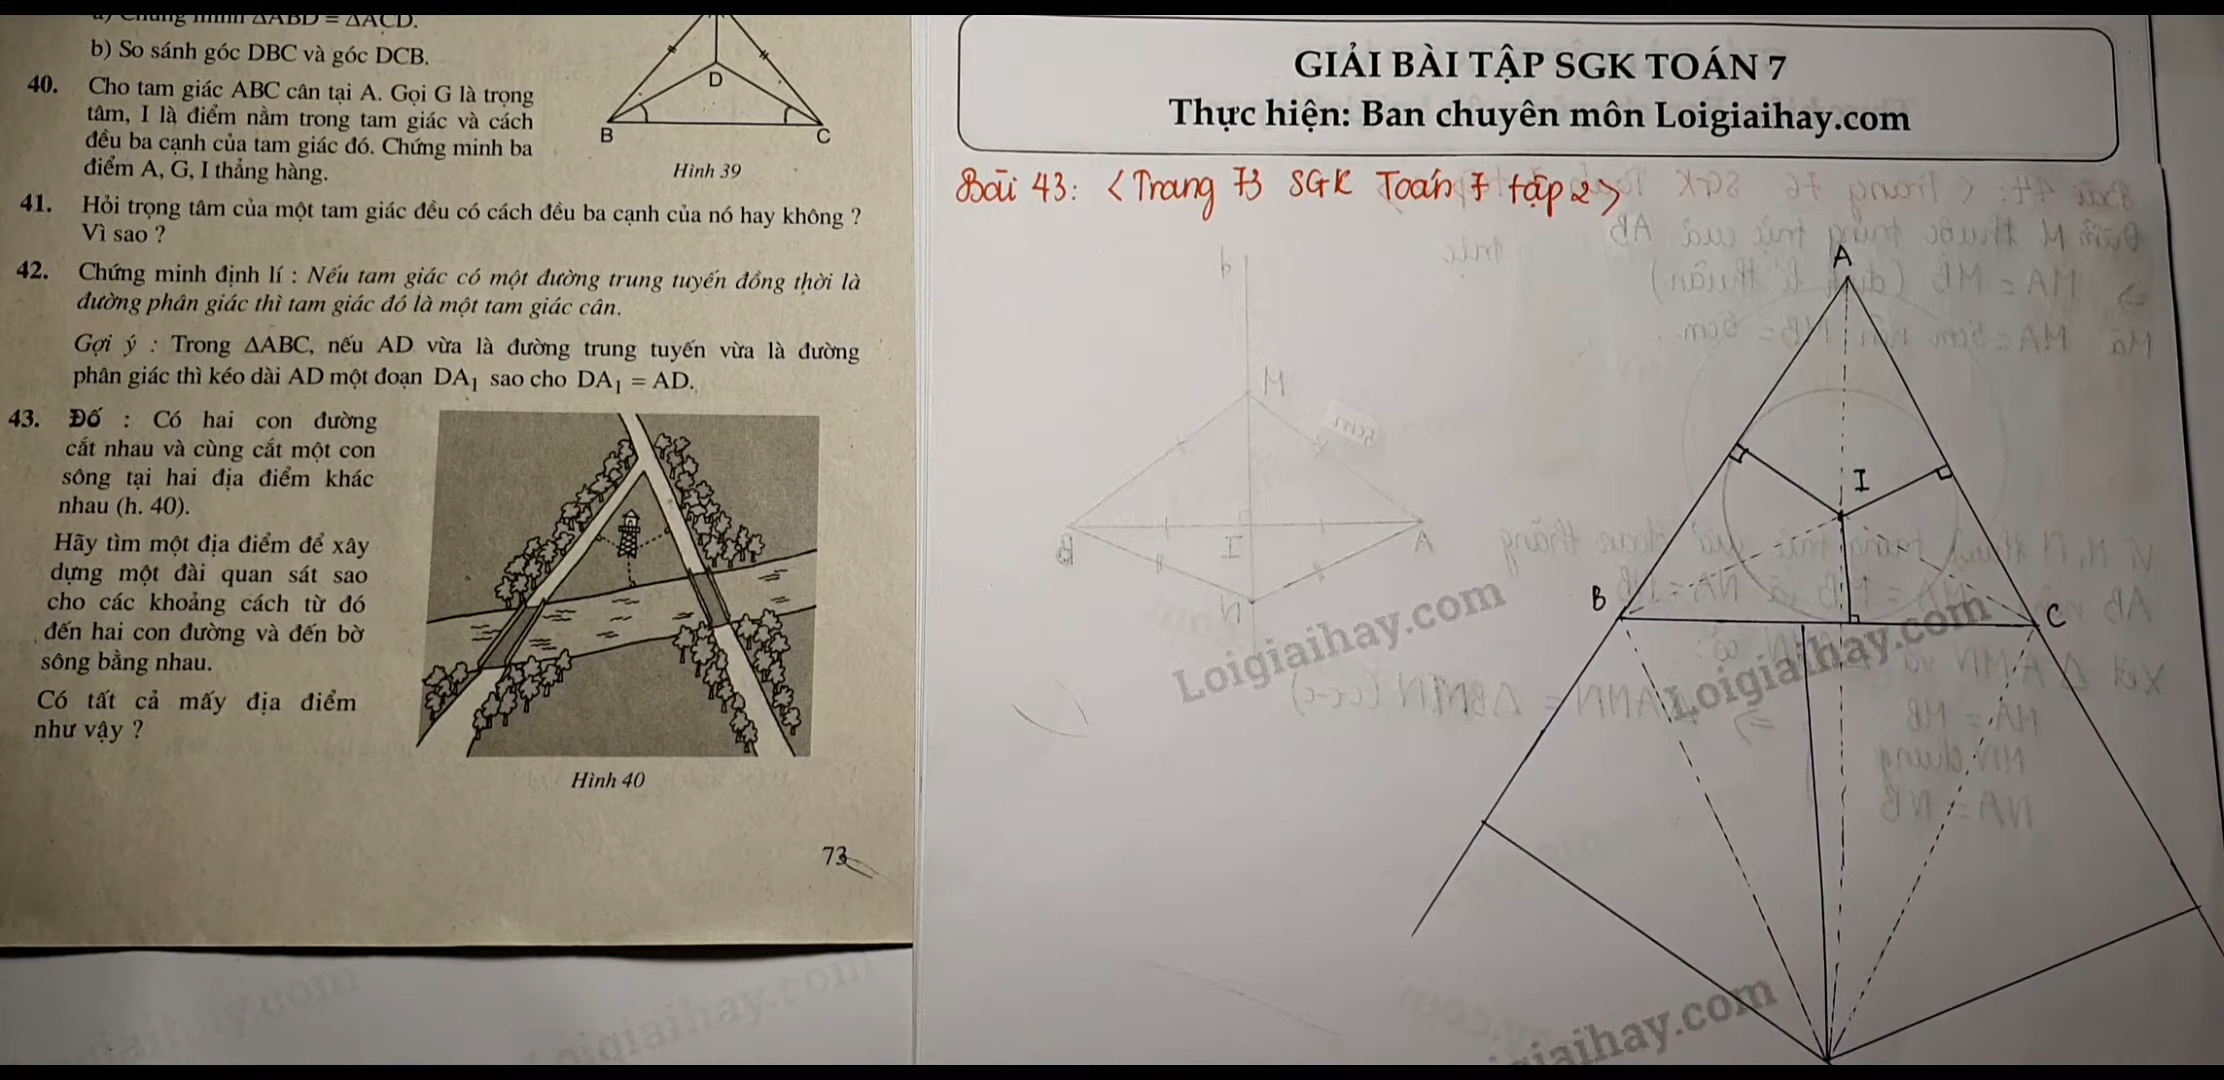 a) Chứng minh ΔABD = ΔACD.
b) So sánh góc DBC và góc DCB.
40. Cho tam giác ABC cân tại A. Gọi G là trọng
tâm, I là điểm nằm trong tam giác và cách
đều ba cạnh của tam giác đó. Chứng minh ba
điểm A, G, I thẳng hàng.
D
B
C
Hình 39
41. Hỏi trọng tâm của một tam giác đều có cách đều ba cạnh của nó hay không ?
Vì sao ?
42. Chứng minh định lí : Nếu tam giác có một đường trung tuyến đồng thời là
đường phân giác thì tam giác đó là một tam giác cân.
Gợi ý : Trong ΔABC, nếu AD vừa là đường trung tuyến vừa là đường
phân giác thì kéo dài AD một đoạn DA₁ sao cho DA₁ = AD.
43. Đố : Có hai con đường
cắt nhau và cùng cắt một con
sông tại hai địa điểm khác
nhau (h. 40).
Hãy tìm một địa điểm để xây
dựng một đài quan sát sao
cho các khoảng cách từ đó
đến hai con đường và đến bờ
sông bằng nhau.
Có tất cả mấy địa điểm
như vậy ?
Hình 40
73
GIẢI BÀI TẬP SGK TOÁN 7
Thực hiện: Ban chuyên môn Loigiaihay.com
Bài 43: <Trang 73 SGK Toán 7 tập 2>
A
I
B
C
Loigiaihay.com
Loigiaihay.com